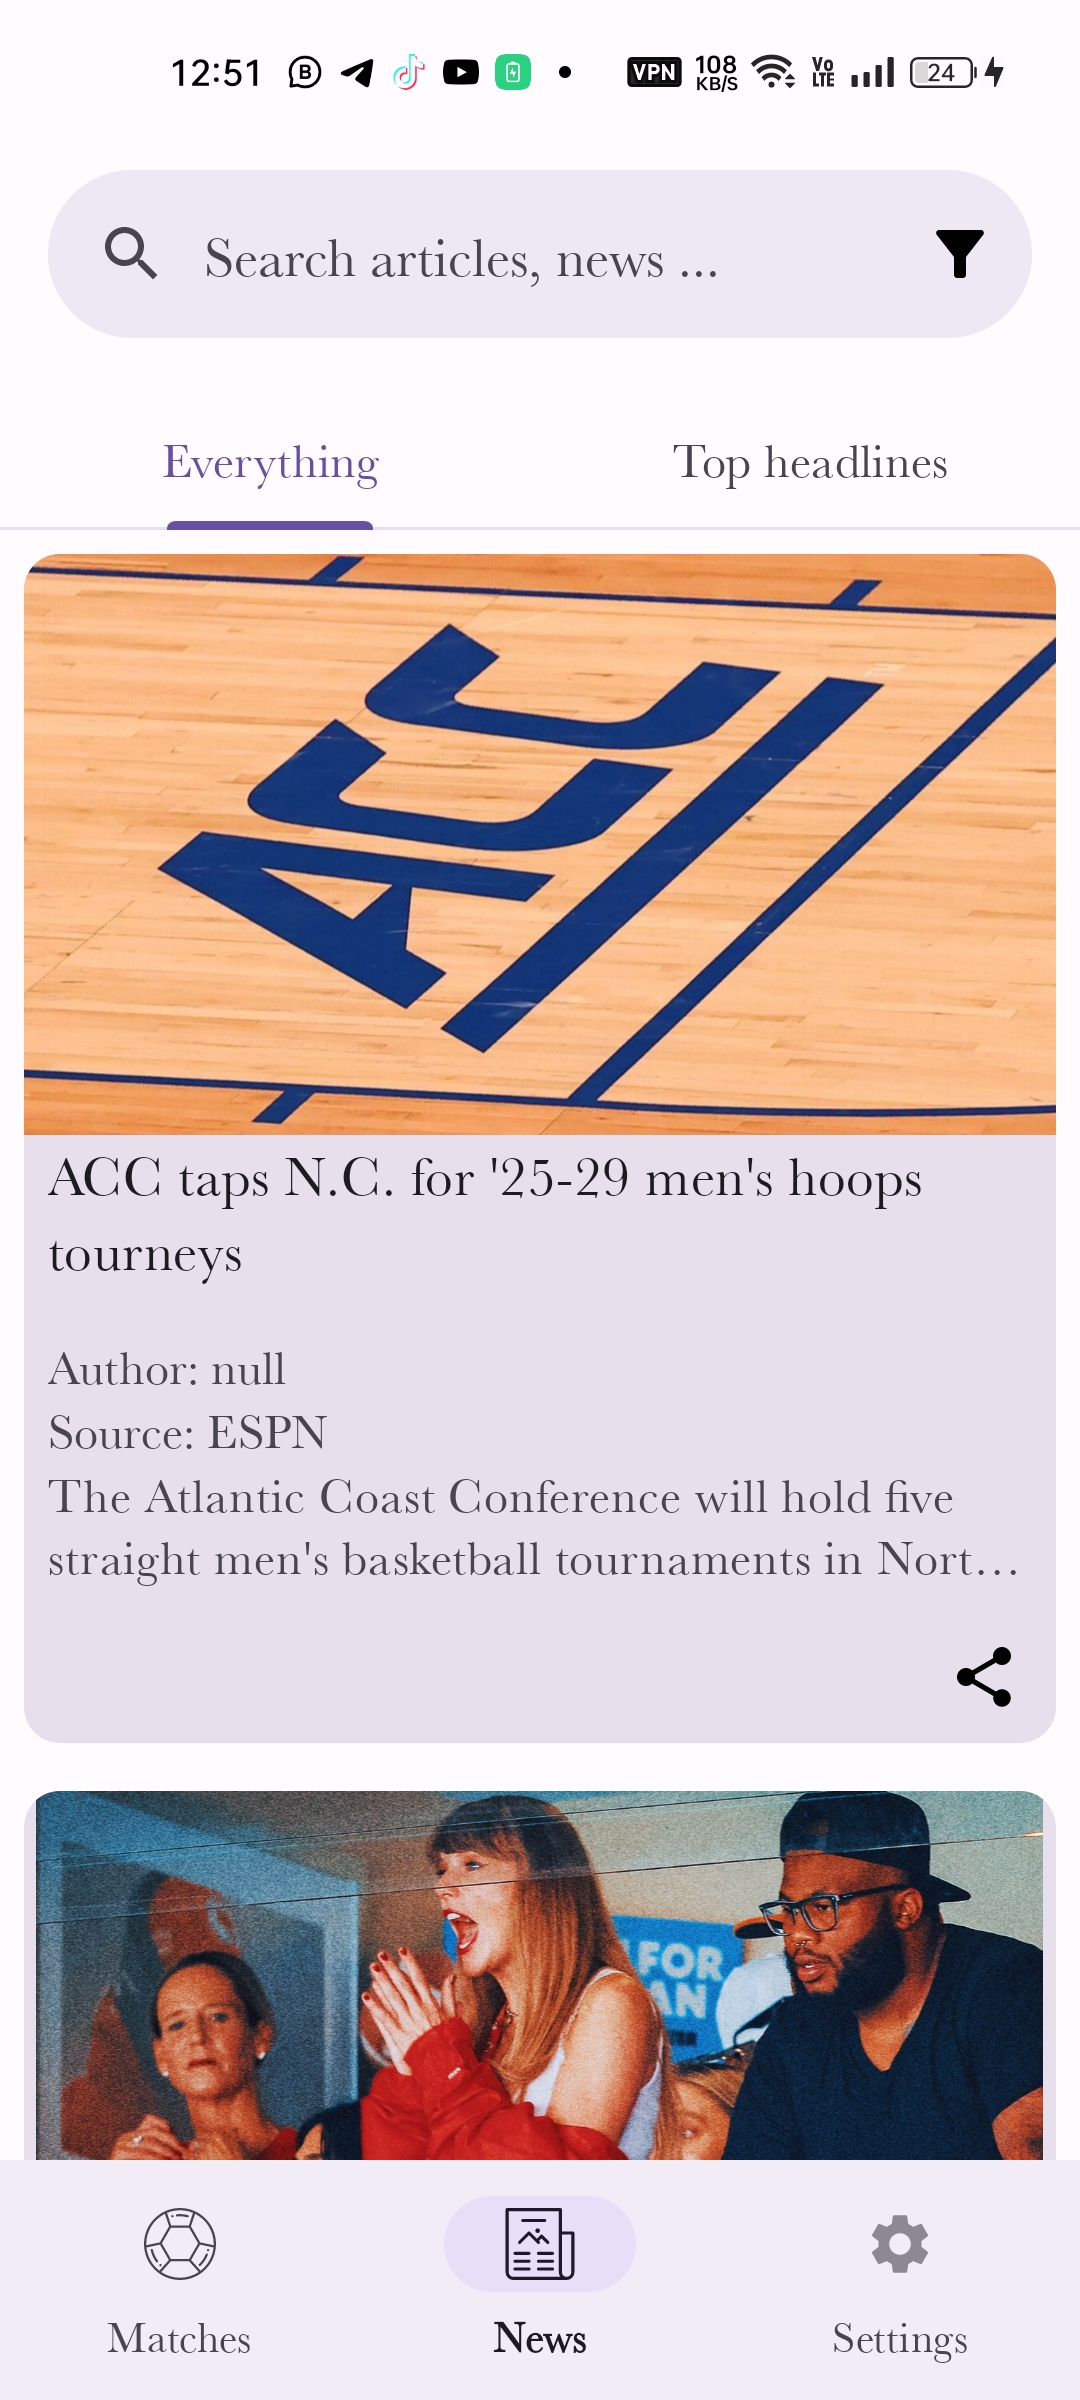 12:51
VPN
108
KB/S
Vo
LTE
24
Search articles, news ...
Everything
Top headlines
ACC
ACC taps N.C. for '25-29 men's hoops
tourneys
Author: null
Source: ESPN
The Atlantic Coast Conference will hold five
straight men's basketball tournaments in Nort…
FOR
AN
Matches
News
Settings